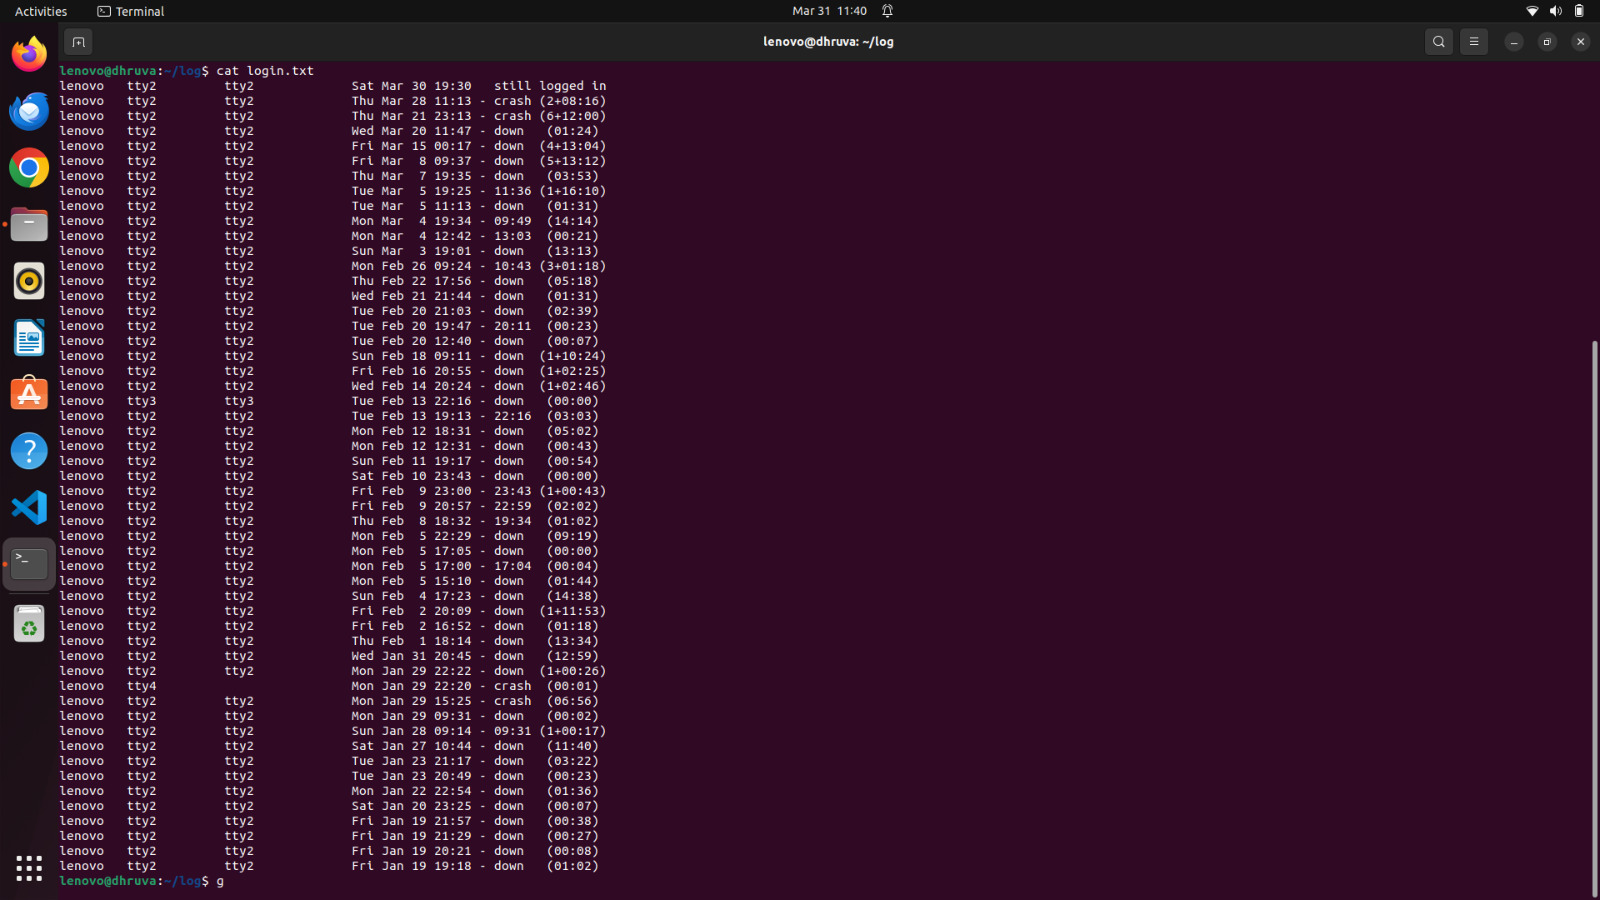 Activities Terminal Mar 31 11:40
lenovo@dhruva: ~/log
lenovo@dhruva:~/log$ cat login.txt
lenovo   tty2         tty2             Sat Mar 30 19:30   still logged in
lenovo   tty2         tty2             Thu Mar 28 11:13 - crash (2+08:16)
lenovo   tty2         tty2             Thu Mar 21 23:13 - crash (6+12:00)
lenovo   tty2         tty2             Wed Mar 20 11:47 - down   (01:24)
lenovo   tty2         tty2             Fri Mar 15 00:17 - down  (4+13:04)
lenovo   tty2         tty2             Fri Mar  8 09:37 - down  (5+13:12)
lenovo   tty2         tty2             Thu Mar  7 19:35 - down   (03:53)
lenovo   tty2         tty2             Tue Mar  5 19:25 - 11:36 (1+16:10)
lenovo   tty2         tty2             Tue Mar  5 11:13 - down   (01:31)
lenovo   tty2         tty2             Mon Mar  4 19:34 - 09:49  (14:14)
lenovo   tty2         tty2             Mon Mar  4 12:42 - 13:03  (00:21)
lenovo   tty2         tty2             Sun Mar  3 19:01 - down   (13:13)
lenovo   tty2         tty2             Mon Feb 26 09:24 - 10:43 (3+01:18)
lenovo   tty2         tty2             Thu Feb 22 17:56 - down   (05:18)
lenovo   tty2         tty2             Wed Feb 21 21:44 - down   (01:31)
lenovo   tty2         tty2             Tue Feb 20 21:03 - down   (02:39)
lenovo   tty2         tty2             Tue Feb 20 19:47 - 20:11  (00:23)
lenovo   tty2         tty2             Tue Feb 20 12:40 - down   (00:07)
lenovo   tty2         tty2             Sun Feb 18 09:11 - down  (1+10:24)
lenovo   tty2         tty2             Fri Feb 16 20:55 - down  (1+02:25)
lenovo   tty2         tty2             Wed Feb 14 20:24 - down  (1+02:46)
lenovo   tty3         tty3             Tue Feb 13 22:16 - down   (00:00)
lenovo   tty2         tty2             Tue Feb 13 19:13 - 22:16  (03:03)
lenovo   tty2         tty2             Mon Feb 12 18:31 - down   (05:02)
lenovo   tty2         tty2             Mon Feb 12 12:31 - down   (00:43)
lenovo   tty2         tty2             Sun Feb 11 19:17 - down   (00:54)
lenovo   tty2         tty2             Sat Feb 10 23:43 - down   (00:00)
lenovo   tty2         tty2             Fri Feb  9 23:00 - 23:43 (1+00:43)
lenovo   tty2         tty2             Fri Feb  9 20:57 - 22:59  (02:02)
lenovo   tty2         tty2             Thu Feb  8 18:32 - 19:34  (01:02)
lenovo   tty2         tty2             Mon Feb  5 22:29 - down   (09:19)
lenovo   tty2         tty2             Mon Feb  5 17:05 - down   (00:00)
lenovo   tty2         tty2             Mon Feb  5 17:00 - 17:04  (00:04)
lenovo   tty2         tty2             Mon Feb  5 15:10 - down   (01:44)
lenovo   tty2         tty2             Sun Feb  4 17:23 - down   (14:38)
lenovo   tty2         tty2             Fri Feb  2 20:09 - down  (1+11:53)
lenovo   tty2         tty2             Fri Feb  2 16:52 - down   (01:18)
lenovo   tty2         tty2             Thu Feb  1 18:14 - down   (13:34)
lenovo   tty2         tty2             Wed Jan 31 20:45 - down   (12:59)
lenovo   tty2         tty2             Mon Jan 29 22:22 - down  (1+00:26)
lenovo   tty4                          Mon Jan 29 22:20 - crash  (00:01)
lenovo   tty2         tty2             Mon Jan 29 15:25 - crash  (06:56)
lenovo   tty2         tty2             Mon Jan 29 09:31 - down   (00:02)
lenovo   tty2         tty2             Sun Jan 28 09:14 - 09:31 (1+00:17)
lenovo   tty2         tty2             Sat Jan 27 10:44 - down   (11:40)
lenovo   tty2         tty2             Tue Jan 23 21:17 - down   (03:22)
lenovo   tty2         tty2             Tue Jan 23 20:49 - down   (00:23)
lenovo   tty2         tty2             Mon Jan 22 22:54 - down   (01:36)
lenovo   tty2         tty2             Sat Jan 20 23:25 - down   (00:07)
lenovo   tty2         tty2             Fri Jan 19 21:57 - down   (00:38)
lenovo   tty2         tty2             Fri Jan 19 21:29 - down   (00:27)
lenovo   tty2         tty2             Fri Jan 19 20:21 - down   (00:08)
lenovo   tty2         tty2             Fri Jan 19 19:18 - down   (01:02)
lenovo@dhruva:~/log$ g